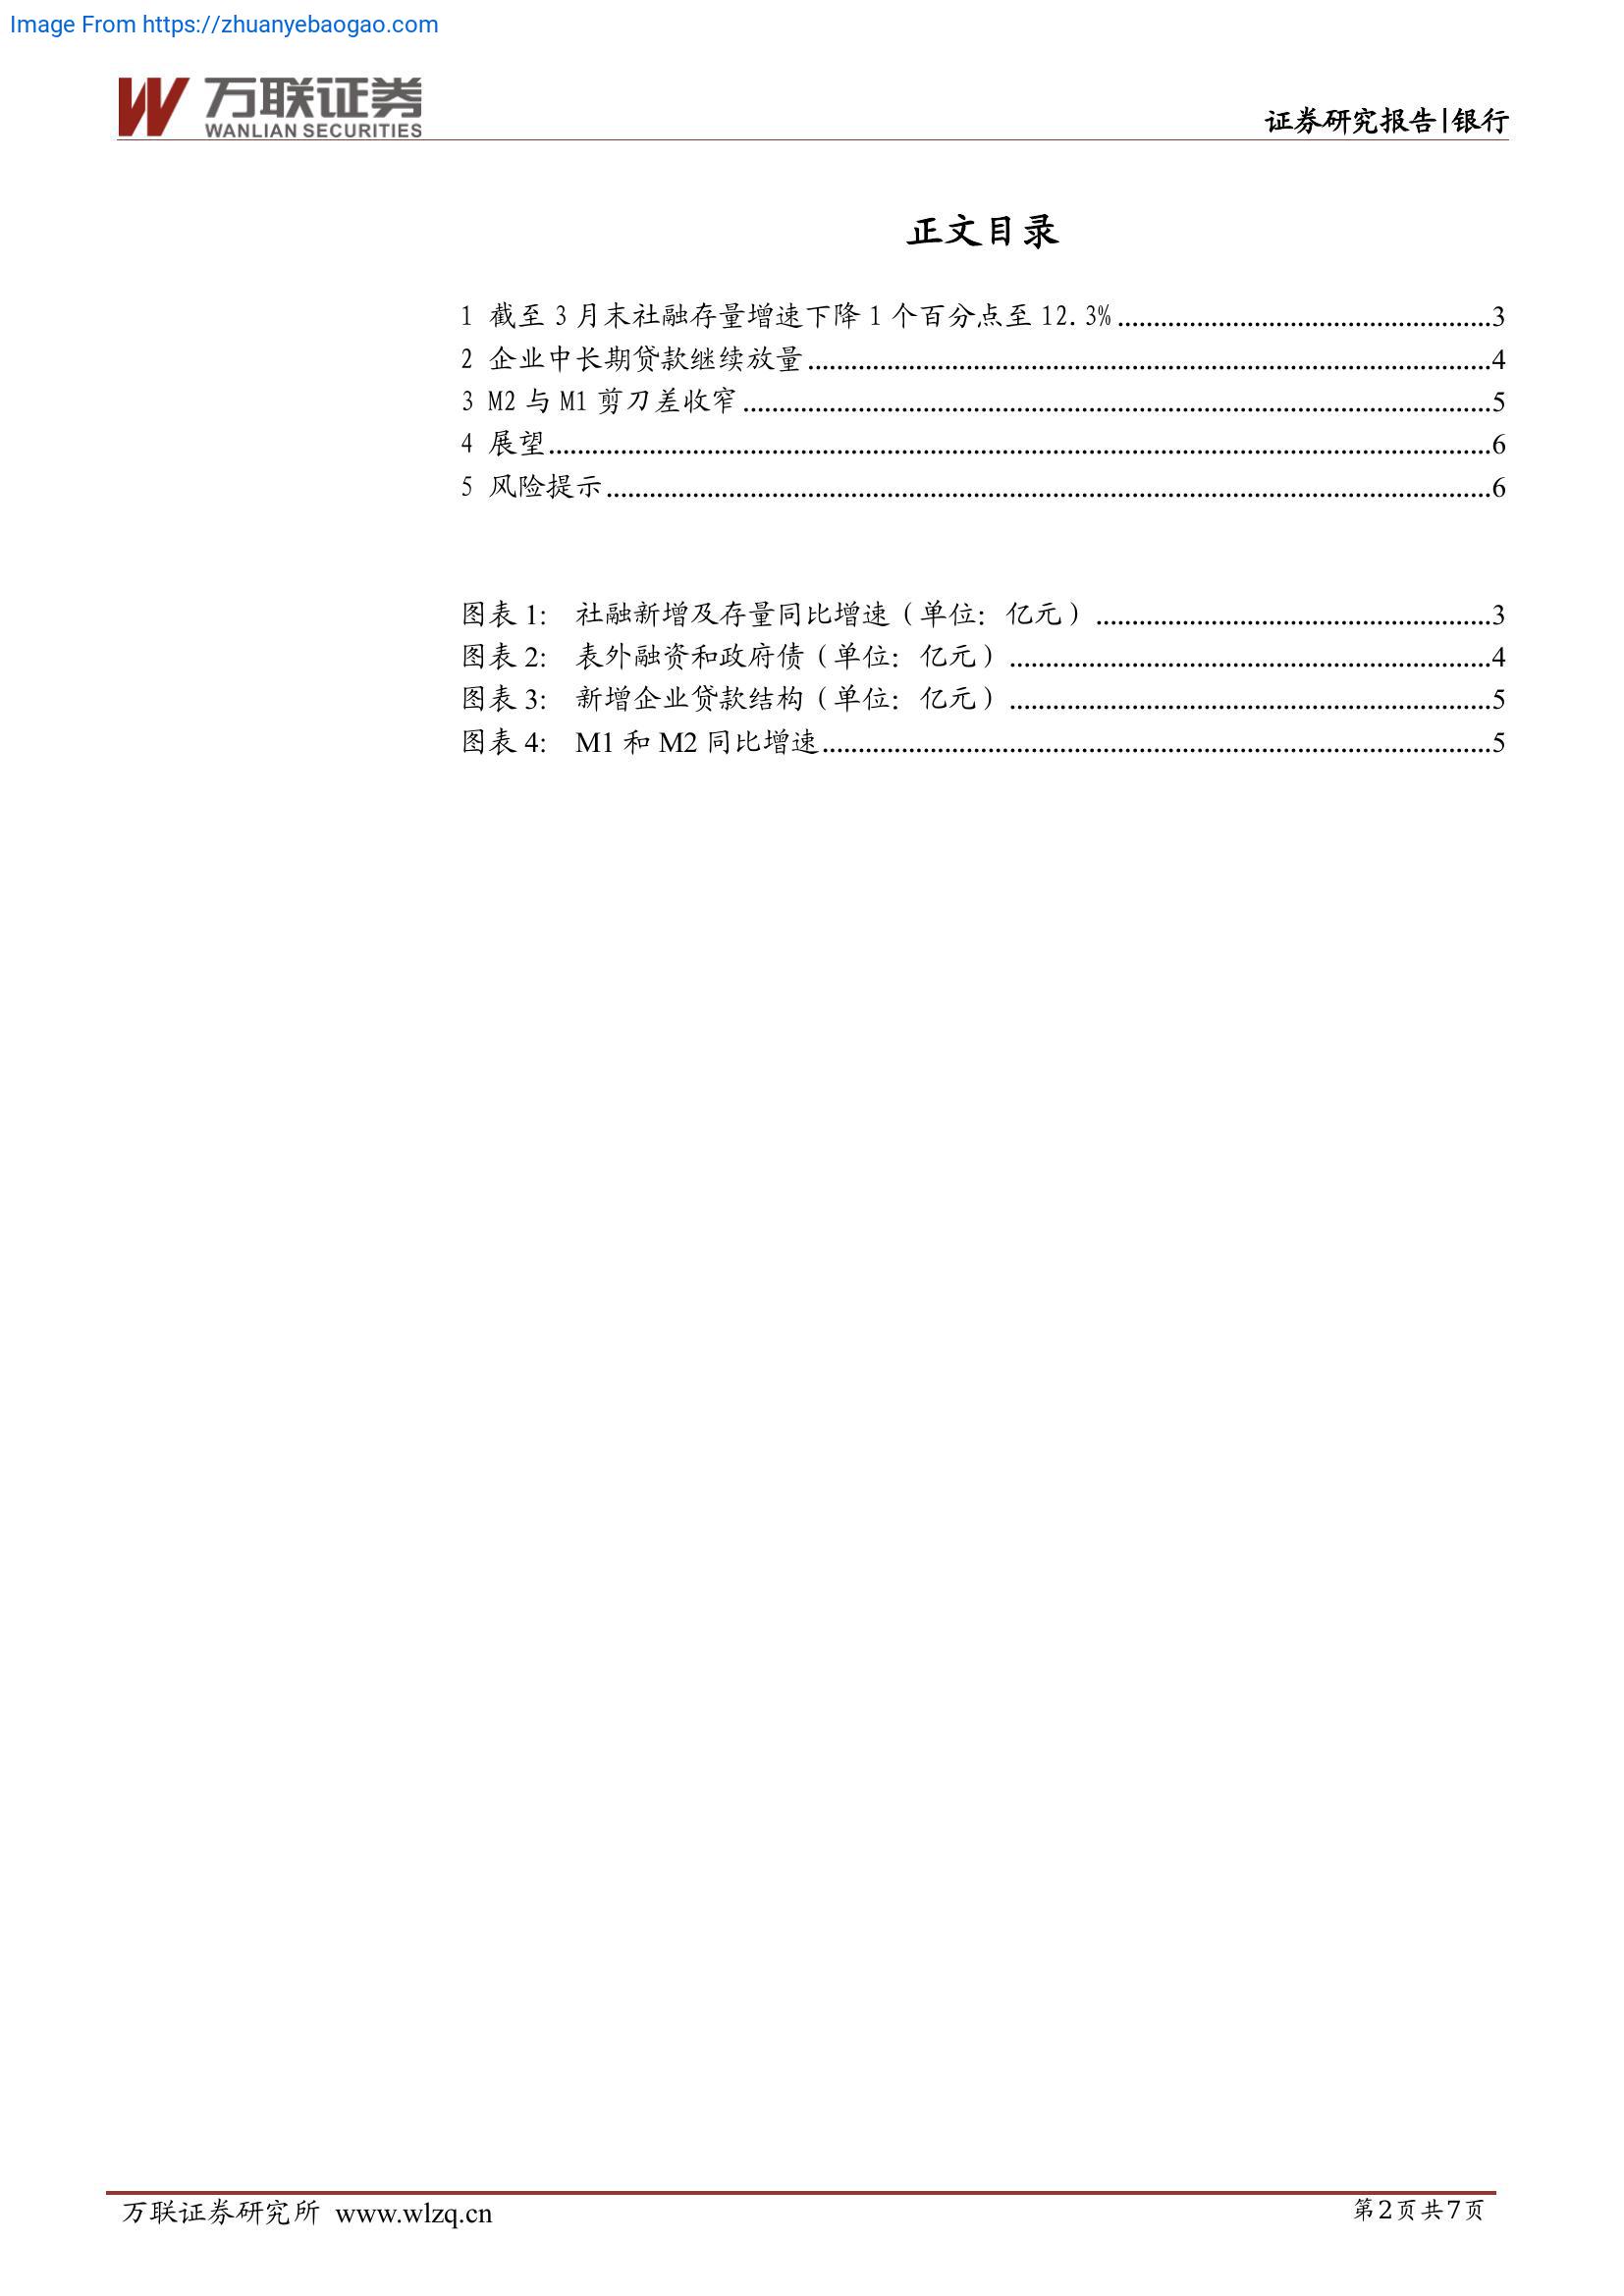 Image From https://zhuanyebaogao.com
万联证券
WANLIAN SECURITIES
证券研究报告|银行
正文目录
1 截至 3 月末社融存量增速下降 1 个百分点至 12.3%......3
2 企业中长期贷款继续放量......4
3 M2 与 M1 剪刀差收窄......5
4 展望......6
5 风险提示......6
图表 1: 社融新增及存量同比增速（单位：亿元）......3
图表 2: 表外融资和政府债（单位：亿元）......4
图表 3: 新增企业贷款结构（单位：亿元）......5
图表 4: M1 和 M2 同比增速......5
万联证券研究所 www.wlzq.cn
第2页共7页